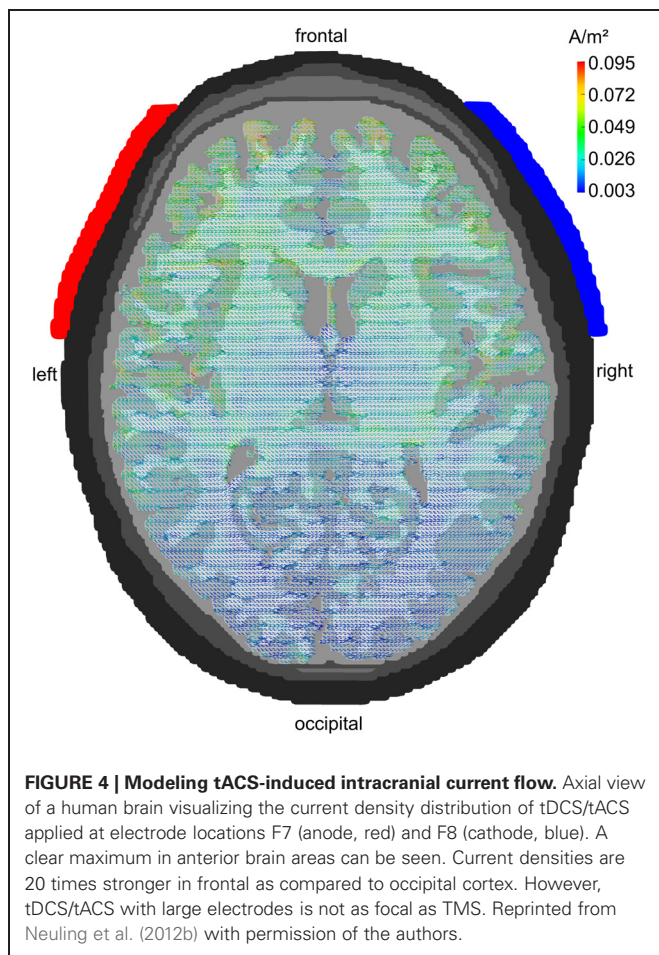 frontal
A/m²
0.095
0.072
0.049
0.026
0.003
left
right
occipital
FIGURE 4 | Modeling tACS-induced intracranial current flow. Axial view
of a human brain visualizing the current density distribution of tDCS/tACS
applied at electrode locations F7 (anode, red) and F8 (cathode, blue). A
clear maximum in anterior brain areas can be seen. Current densities are
20 times stronger in frontal as compared to occipital cortex. However,
tDCS/tACS with large electrodes is not as focal as TMS. Reprinted from
Neuling et al. (2012b) with permission of the authors.